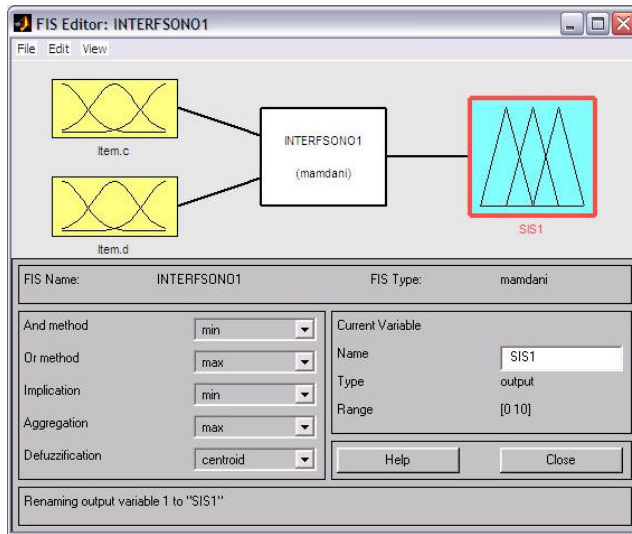 FIS Editor: INTERFSONO1
File Edit View
Item.c
INTERFSONO1
(mamdani)
Item.d
SIS1
FIS Name: INTERFSONO1 FIS Type: mamdani
And method min
Or method max
Implication min
Aggregation max
Defuzzification centroid
Current Variable
Name SIS1
Type output
Range [0 10]
Help Close
Renaming output variable 1 to "SIS1"